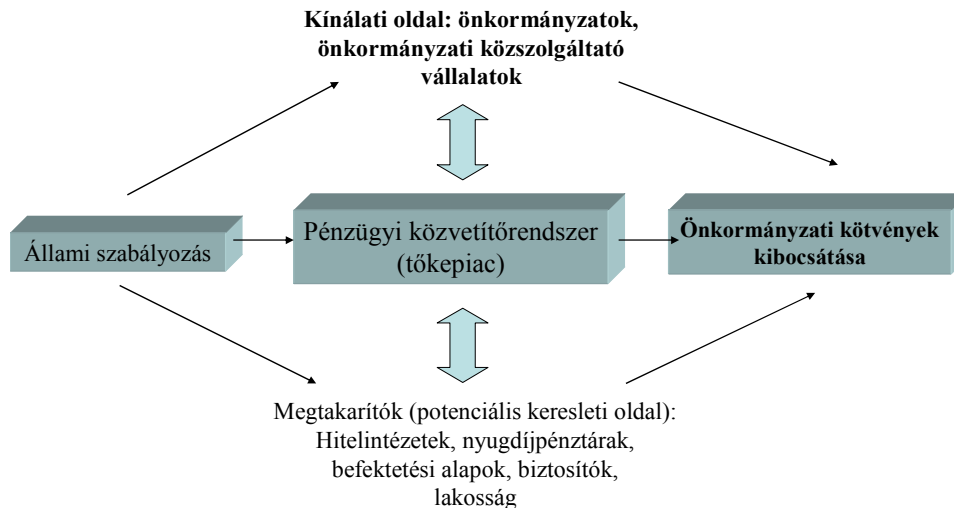 Kínálati oldal: önkormányzatok,
önkormányzati közszolgáltató
vállalatok
Állami szabályozás
Pénzügyi közvetítőrendszer
(tőkepiac)
Önkormányzati kötvények
kibocsátása
Megtakarítók (potenciális keresleti oldal):
Hitelintézetek, nyugdíjpénztárak,
befektetési alapok, biztosítók,
lakosság